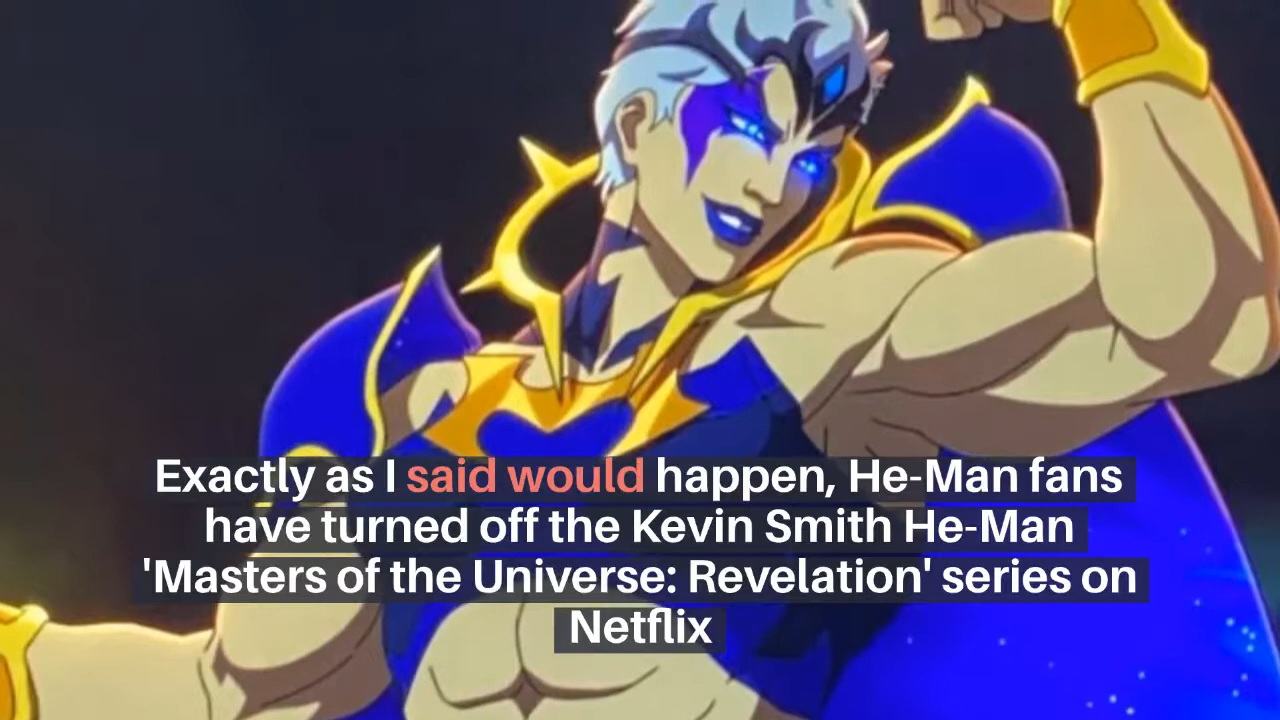 Exactly as I said would happen, He-Man fans
have turned off the Kevin Smith He-Man
'Masters of the Universe: Revelation' series on
Netflix